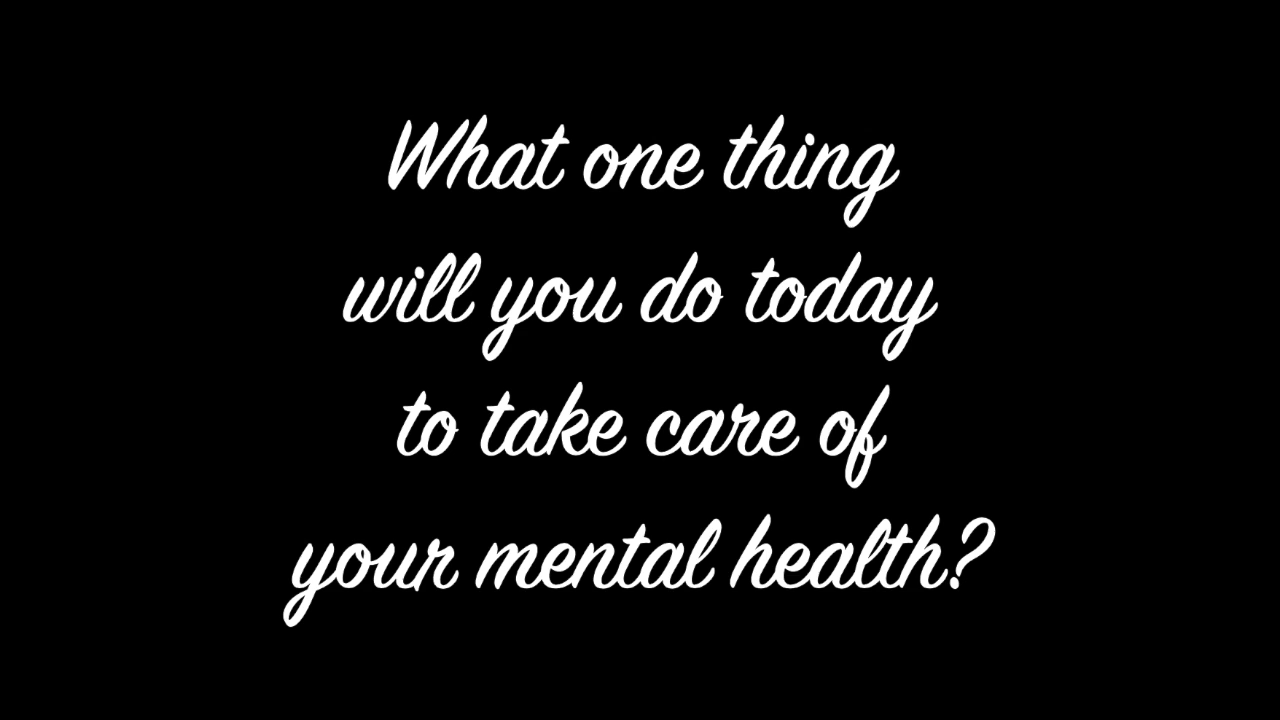 What one thing
will you do today
to take care of
your mental health?